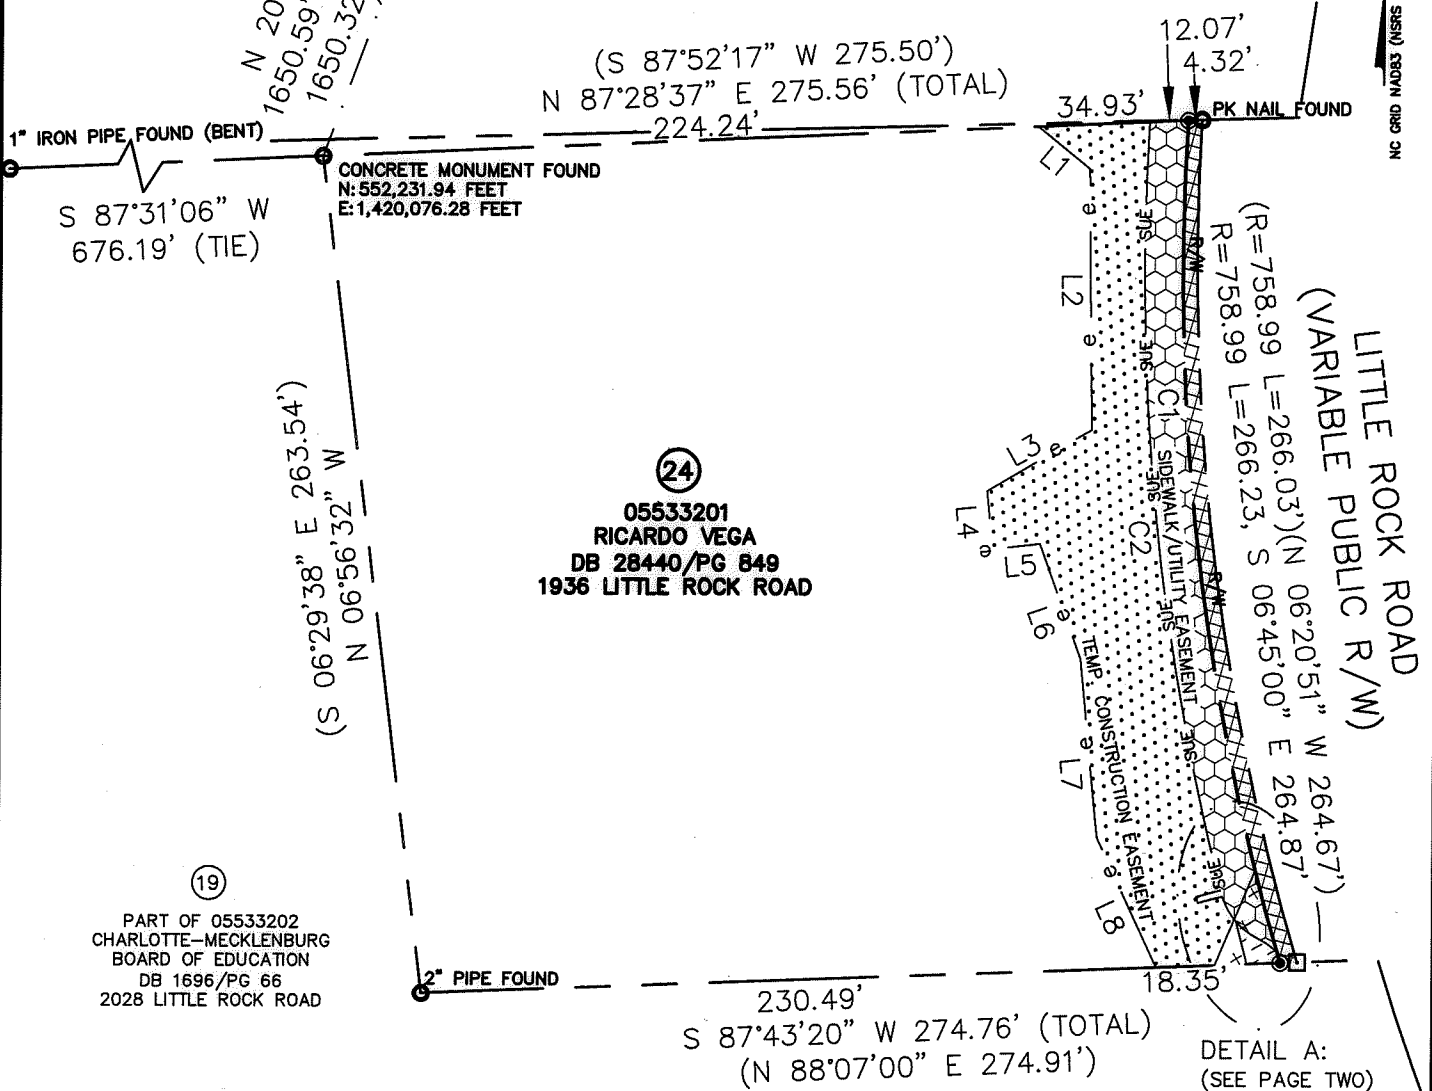 N 20
1650.59'
1650.32
(S 87°52'17" W 275.50')
N 87°28'37" E 275.56' (TOTAL)
224.24'
34.93'
12.07'
4.32'
PK NAIL FOUND
NC GRID NAD83 (NSRS
1" IRON PIPE FOUND (BENT)
CONCRETE MONUMENT FOUND
N:552,231.94 FEET
E:1,420,076.28 FEET
S 87°31'06" W
676.19' (TIE)
L1
e
SUE
R/W
L2
e
SUE
C1
(R=758.99 L=266.03')(N 06°20'51" W 264.67')
R=758.99 L=266.23, S 06°45'00" E 264.87'
LITTLE ROCK ROAD
(VARIABLE PUBLIC R/W)
(S 06°29'38" E 263.54')
N 06°56'32" W
24
05533201
RICARDO VEGA
DB 28440/PG 849
1936 LITTLE ROCK ROAD
L3
e
L4
e
L5
L6
e
SUE
C2
SIDEWALK/UTILITY EASEMENT
SUE
R/W
TEMP. CONSTRUCTION EASEMENT
SUE
e
L7
e
L8
SUE
19
PART OF 05533202
CHARLOTTE-MECKLENBURG
BOARD OF EDUCATION
DB 1696/PG 66
2028 LITTLE ROCK ROAD
2" PIPE FOUND
230.49'
18.35'
S 87°43'20" W 274.76' (TOTAL)
(N 88°07'00" E 274.91')
DETAIL A:
(SEE PAGE TWO)